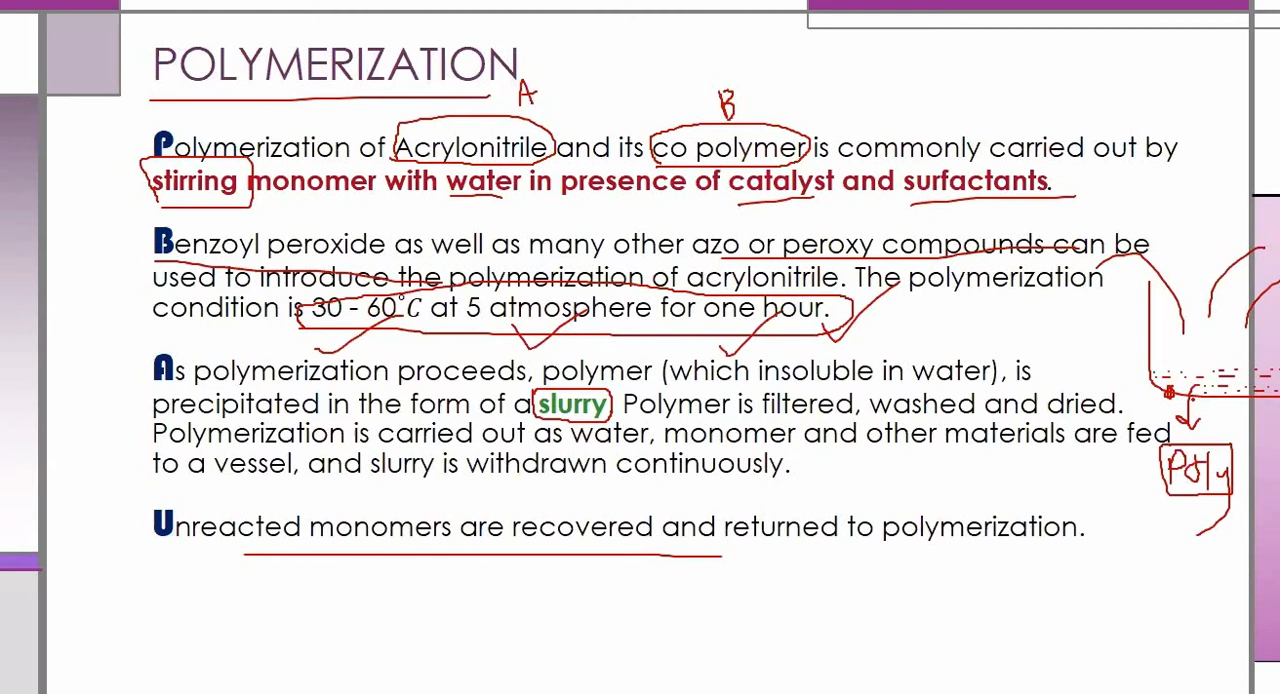 POLYMERIZATION
A
B
Polymerization of Acrylonitrile and its co polymer is commonly carried out by
stirring monomer with water in presence of catalyst and surfactants.
Benzoyl peroxide as well as many other azo or peroxy compounds can be
used to introduce the polymerization of acrylonitrile. The polymerization
condition is 30 - 60°C at 5 atmosphere for one hour.
As polymerization proceeds, polymer (which insoluble in water), is
precipitated in the form of a slurry Polymer is filtered, washed and dried.
Polymerization is carried out as water, monomer and other materials are fed
to a vessel, and slurry is withdrawn continuously.
Poly
Unreacted monomers are recovered and returned to polymerization.